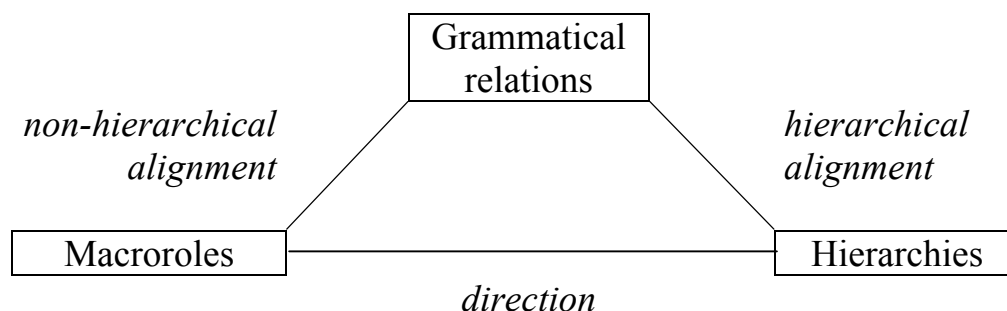 Grammatical
relations
non-hierarchical
alignment
hierarchical
alignment
Macroroles
Hierarchies
direction